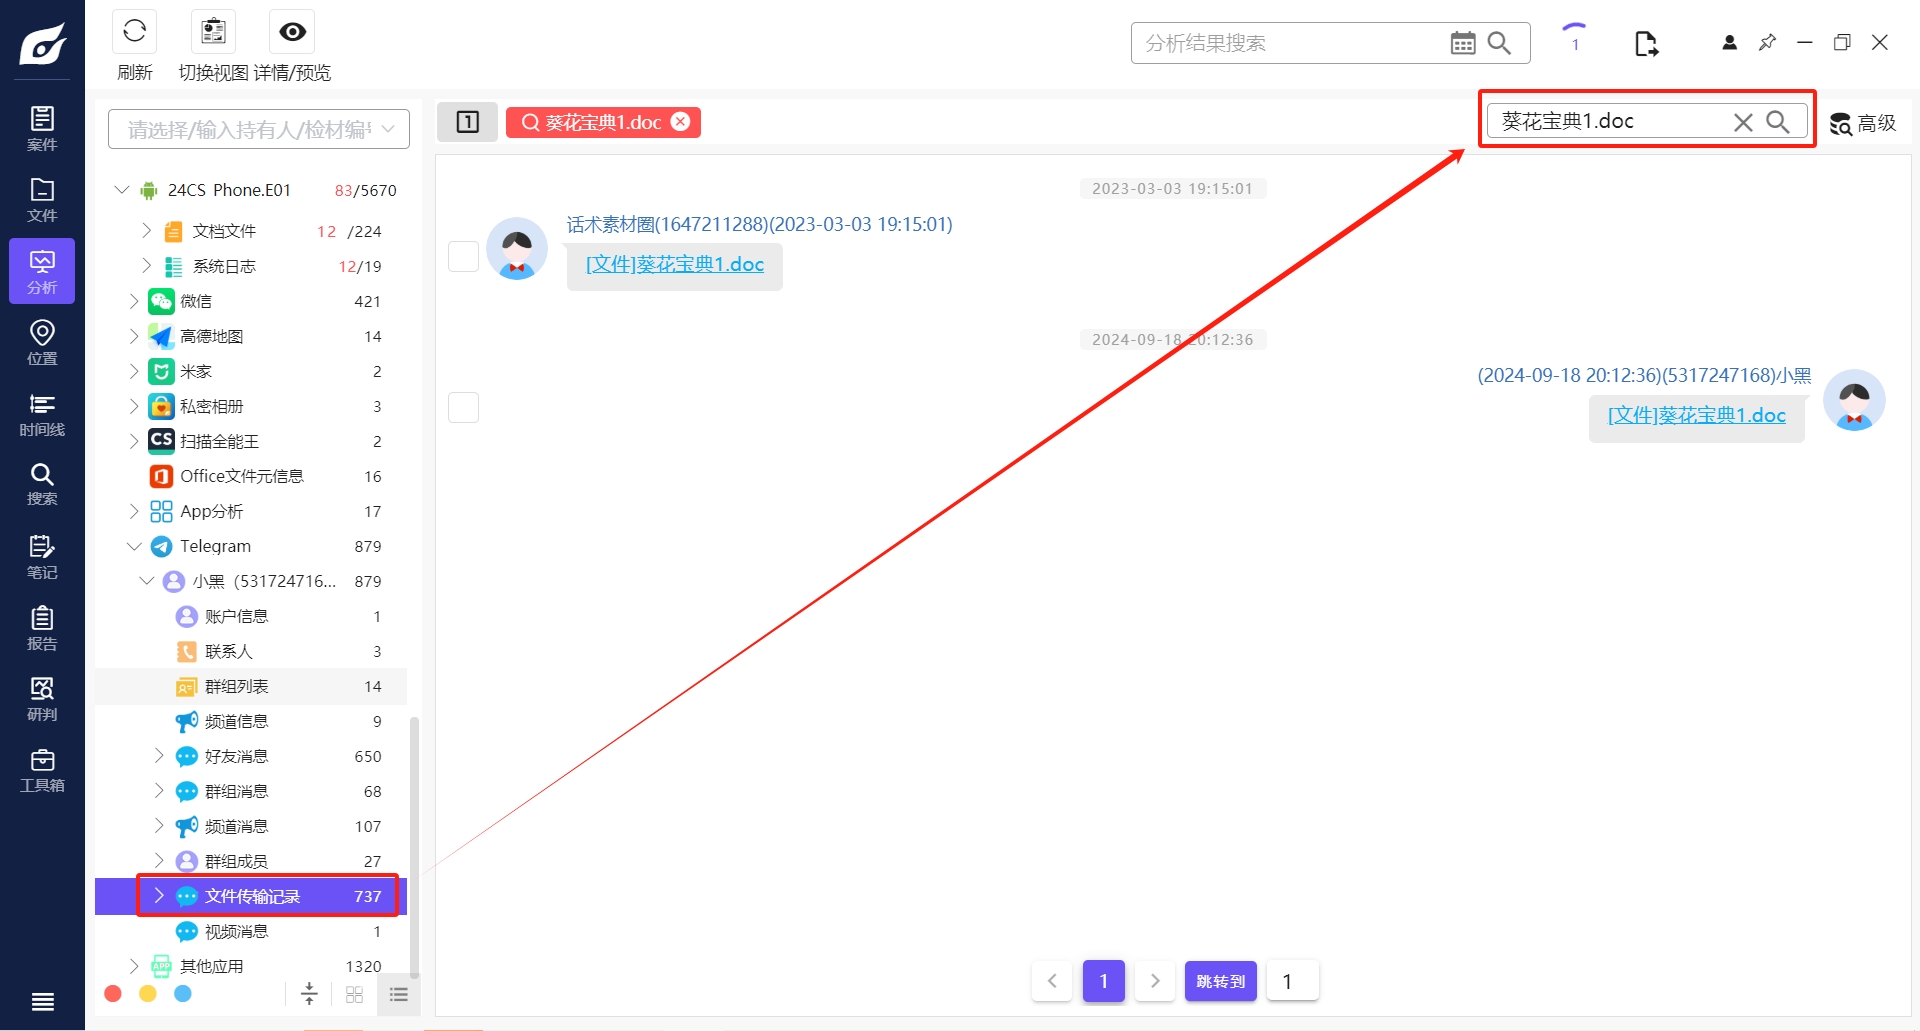 刷新
切换视图
详情/预览
分析结果搜索
1
案件
文件
分析
位置
时间线
搜索
笔记
报告
研判
工具箱
24CS Phone.E01 83/5670
文档文件 12 /224
系统日志 12/19
微信 421
高德地图 14
米家 2
私密相册 3
CS 扫描全能王 2
Office文件元信息 16
App分析 17
Telegram 879
小黑（531724716... 879
账户信息 1
联系人 3
群组列表 14
频道信息 9
好友消息 650
群组消息 68
频道消息 107
群组成员 27
文件传输记录 737
视频消息 1
APP 其他应用 1320
1
葵花宝典1.doc
葵花宝典1.doc
高级
2023-03-03 19:15:01
话术素材圈(1647211288)(2023-03-03 19:15:01)
[文件]葵花宝典1.doc
2024-09-18 20:12:36
(2024-09-18 20:12:36)(5317247168)小黑
[文件]葵花宝典1.doc
1
跳转到
1